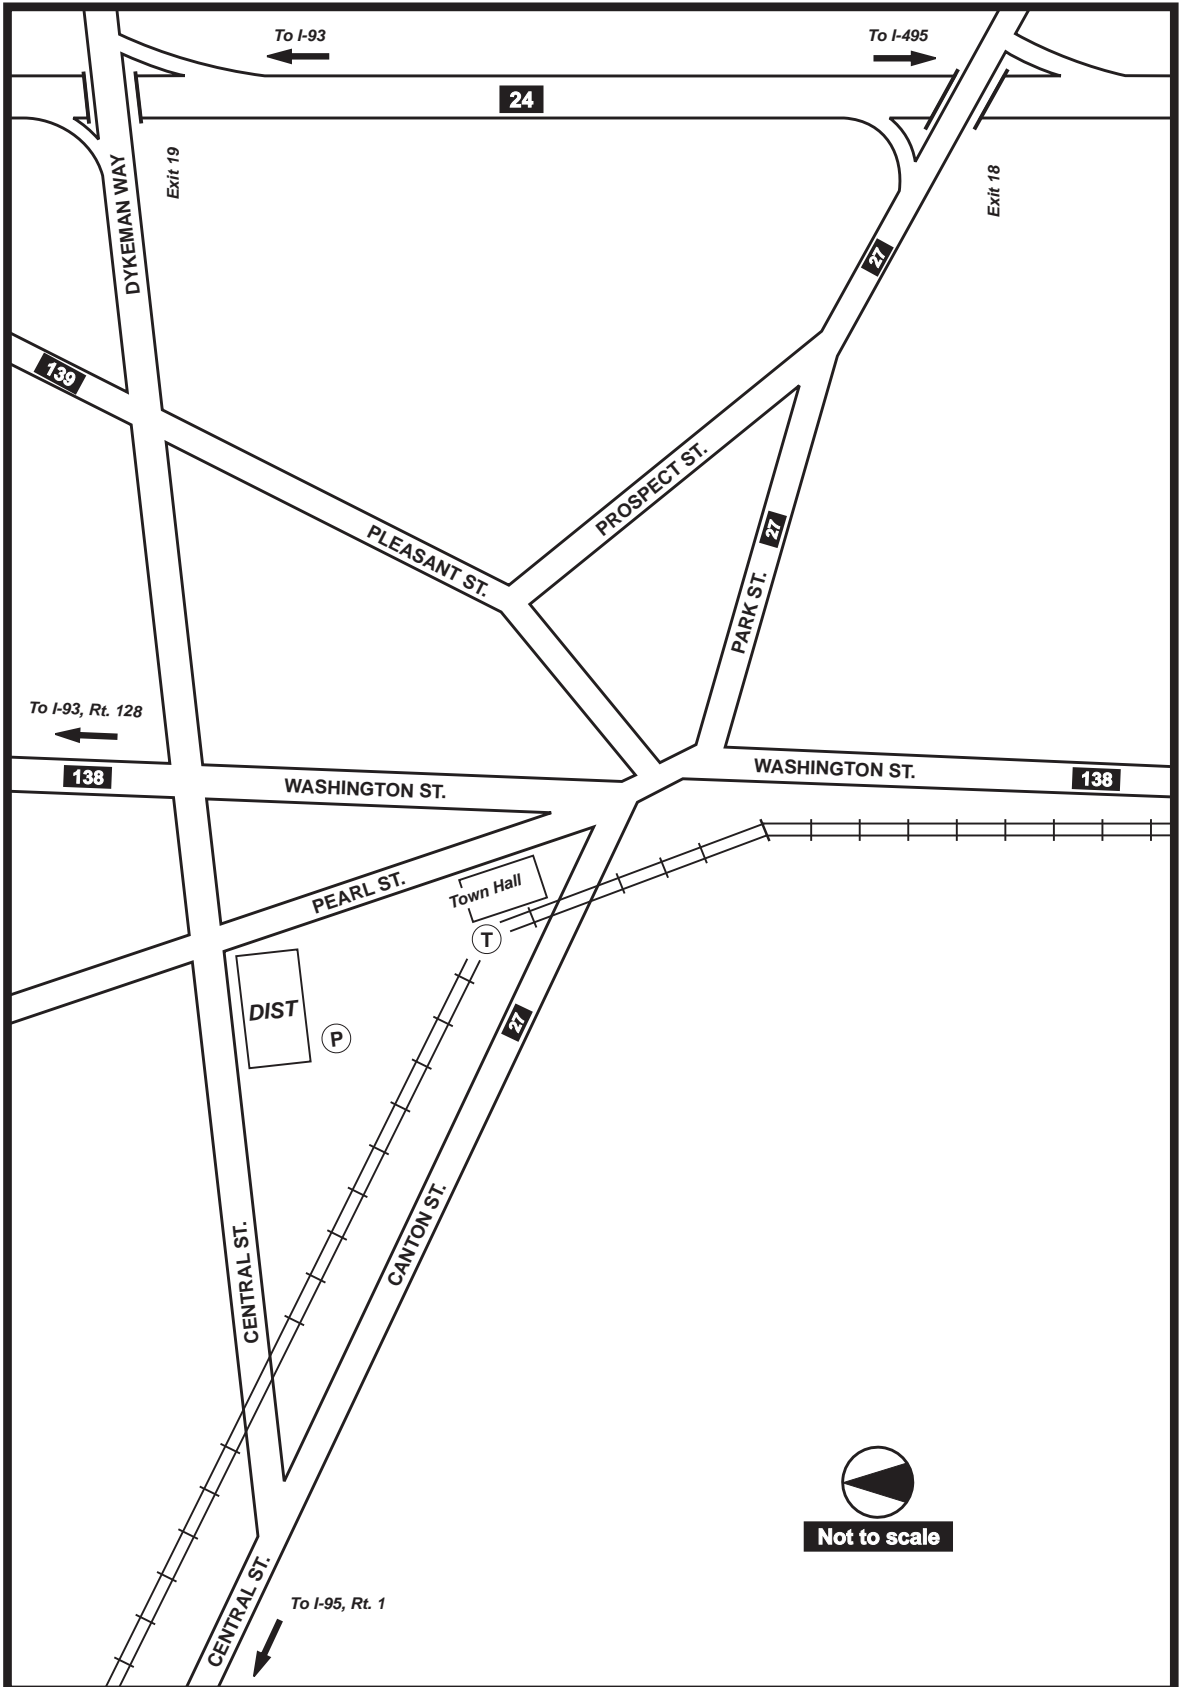 To I-93
To I-495
24
Exit 19
DYKEMAN WAY
Exit 18
27
139
PROSPECT ST.
PLEASANT ST.
27
PARK ST.
To I-93, Rt. 128
138
WASHINGTON ST.
WASHINGTON ST.
138
PEARL ST.
Town Hall
T
DIST
P
27
CANTON ST.
CENTRAL ST.
Not to scale
CENTRAL ST.
To I-95, Rt. 1